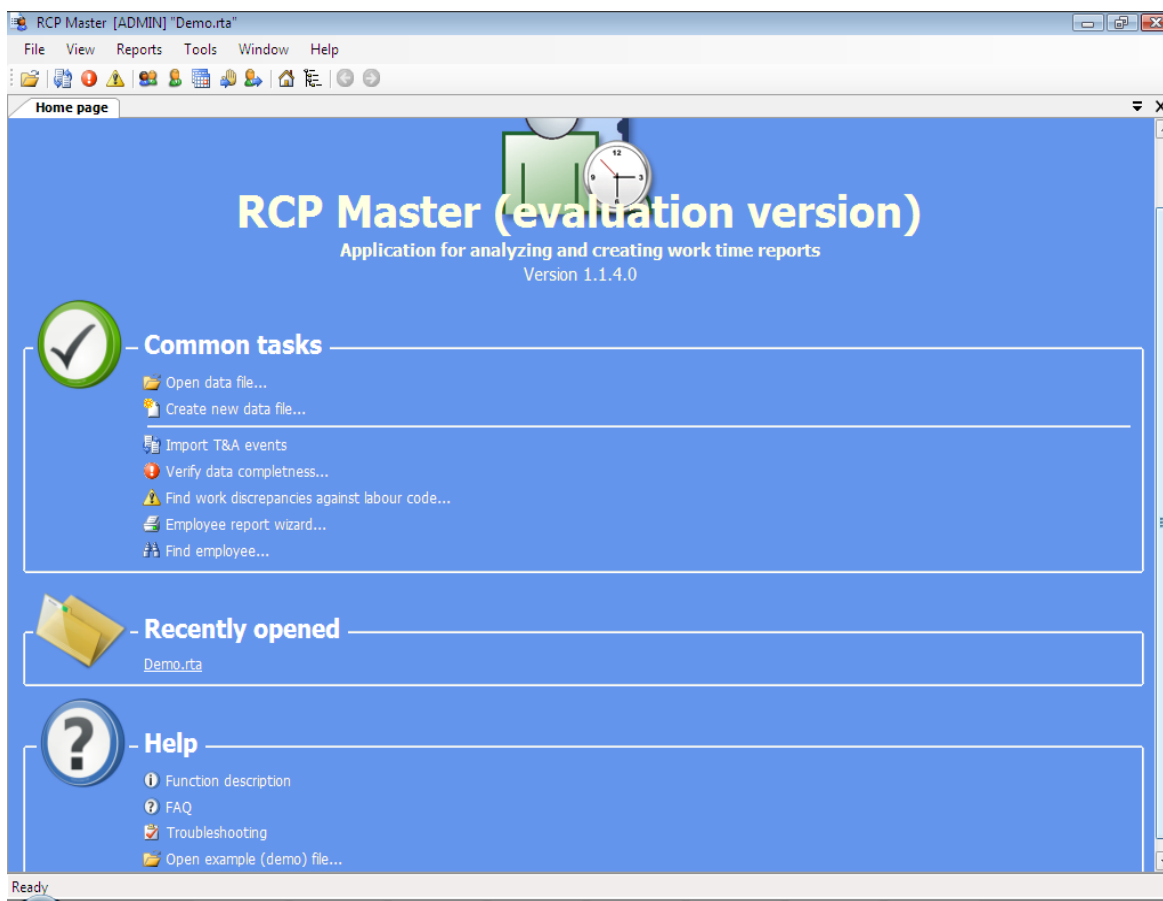 RCP Master [ADMIN] "Demo.rta"
File View Reports Tools Window Help
Home page
RCP Master (evaluation version)
Application for analyzing and creating work time reports
Version 1.1.4.0
Common tasks
Open data file...
Create new data file...
Import T&A events
Verify data completness...
Find work discrepancies against labour code...
Employee report wizard...
Find employee...
Recently opened
Demo.rta
Help
Function description
FAQ
Troubleshooting
Open example (demo) file...
Ready